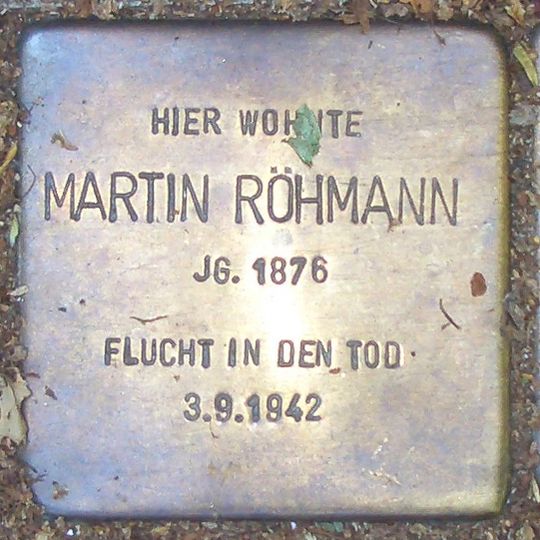 HIER WOHNTE
MARTIN RÖHMANN
JG. 1876
FLUCHT IN DEN TOD
3.9.1942